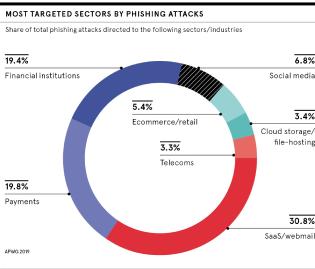 MOST TARGETED SECTORS BY PHISHING ATTACKS
Share of total phishing attacks directed to the following sectors/industries
19.4%
Financial institutions
6.8%
Social media
5.4%
Ecommerce/retail
3.4%
Cloud storage/
file-hosting
3.3%
Telecoms
19.8%
Payments
30.8%
SaaS/webmail
APWG 2019